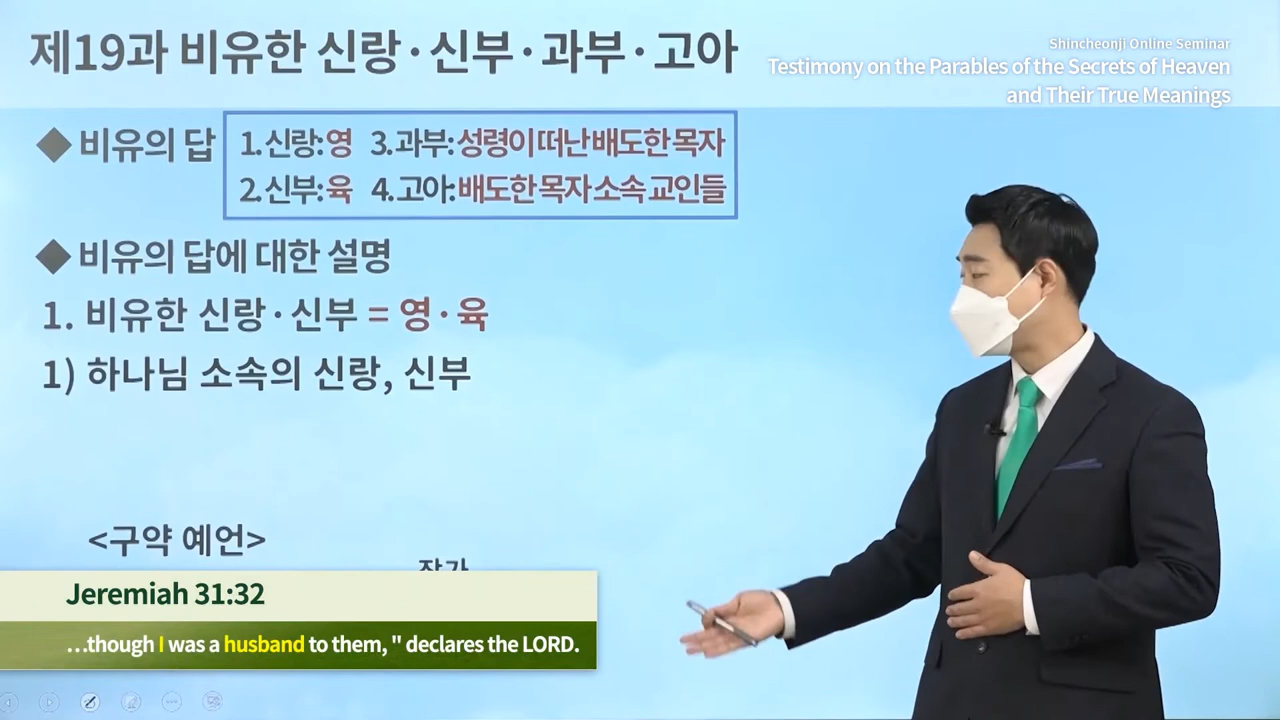 제19과 비유한 신랑·신부·과부·고아
Shincheonji Online Seminar
Testimony on the Parables of the Secrets of Heaven
and Their True Meanings
◆ 비유의 답
1. 신랑: 영 3. 과부: 성령이 떠난 배도한 목자
2. 신부: 육 4. 고아: 배도한 목자 소속 교인들
◆ 비유의 답에 대한 설명
1. 비유한 신랑·신부 = 영·육
1) 하나님 소속의 신랑, 신부
<구약 예언>
Jeremiah 31:32
...though I was a husband to them, " declares the LORD.